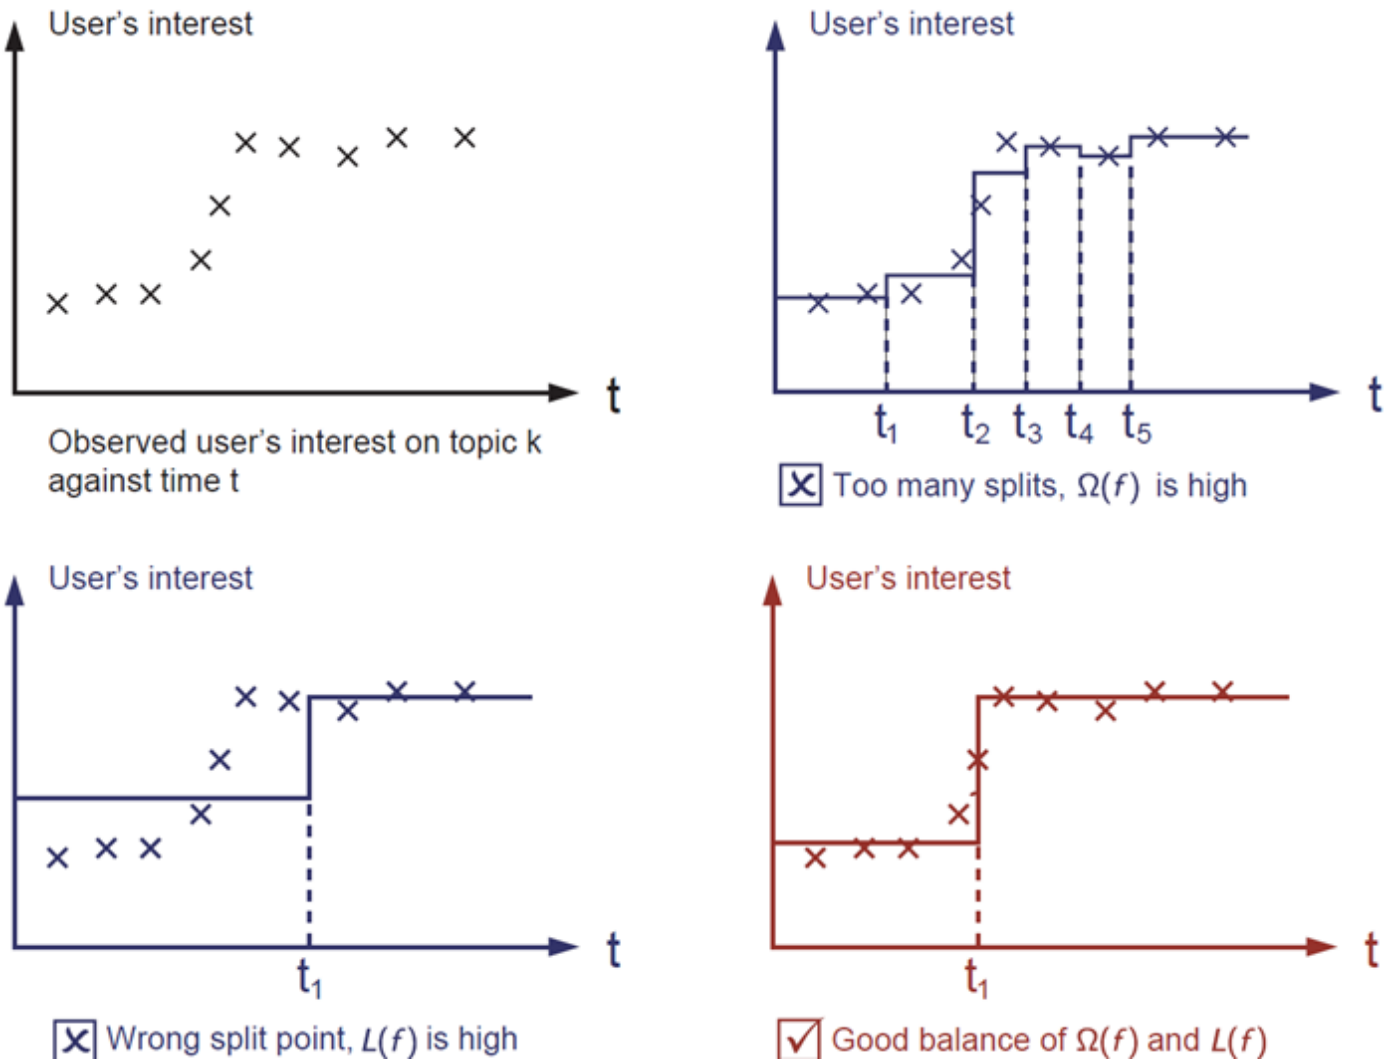 User's interest
t
Observed user's interest on topic k
against time t
User's interest
t
t₁ t₂ t₃ t₄ t₅
Too many splits, Ω(f) is high
User's interest
t
t₁
Wrong split point, L(f) is high
User's interest
t
t₁
Good balance of Ω(f) and L(f)